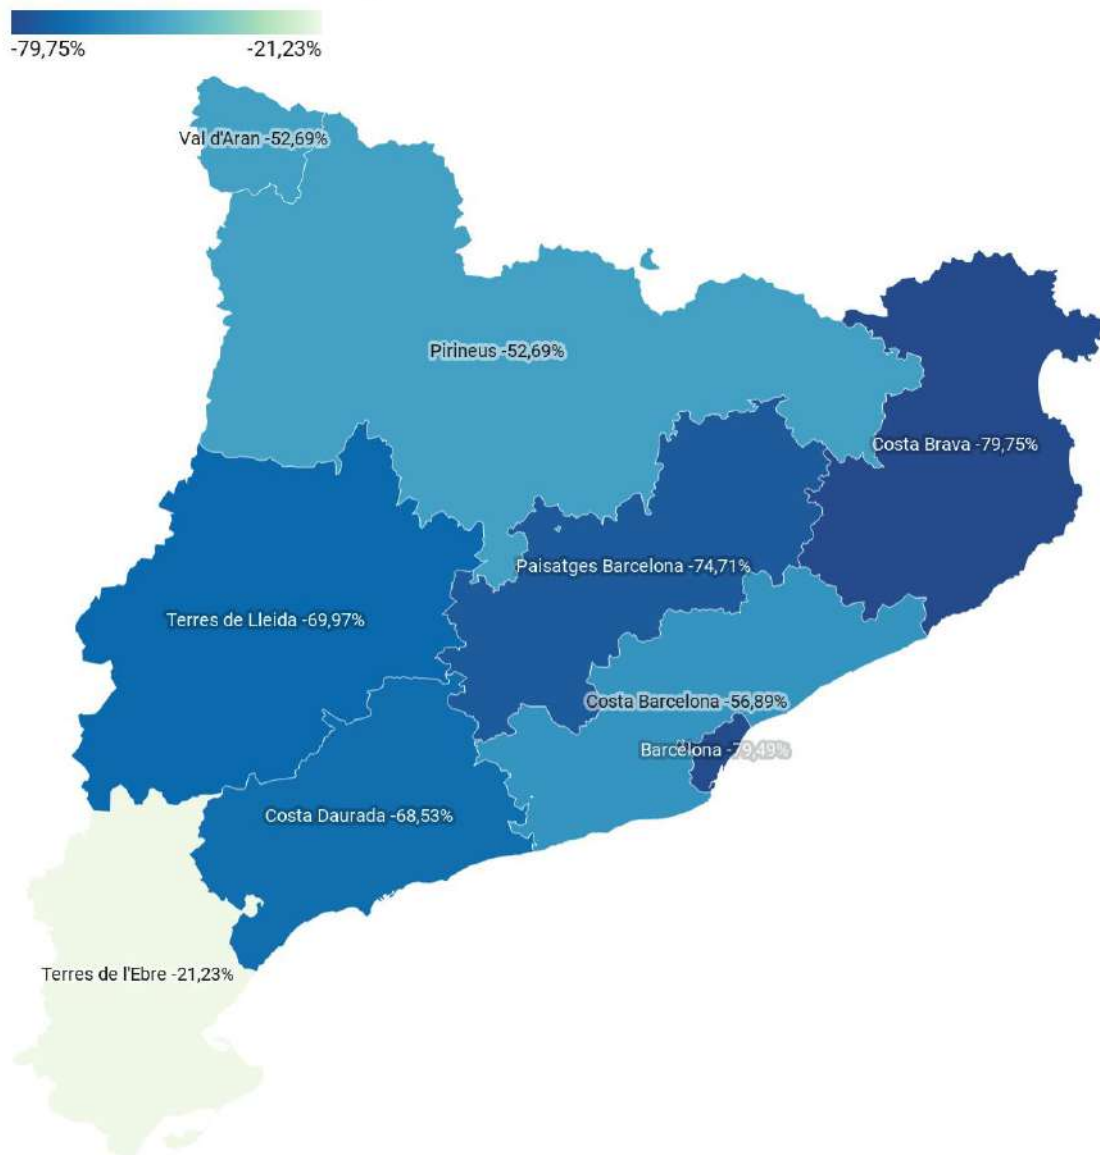 -79,75% -21,23%
Val d'Aran -52,69%
Pirineus -52,69%
Costa Brava -79,75%
Paisatges Barcelona -74,71%
Terres de Lleida -69,97%
Costa Barcelona -56,89%
Barcelona -79,49%
Costa Daurada -68,53%
Terres de l'Ebre -21,23%